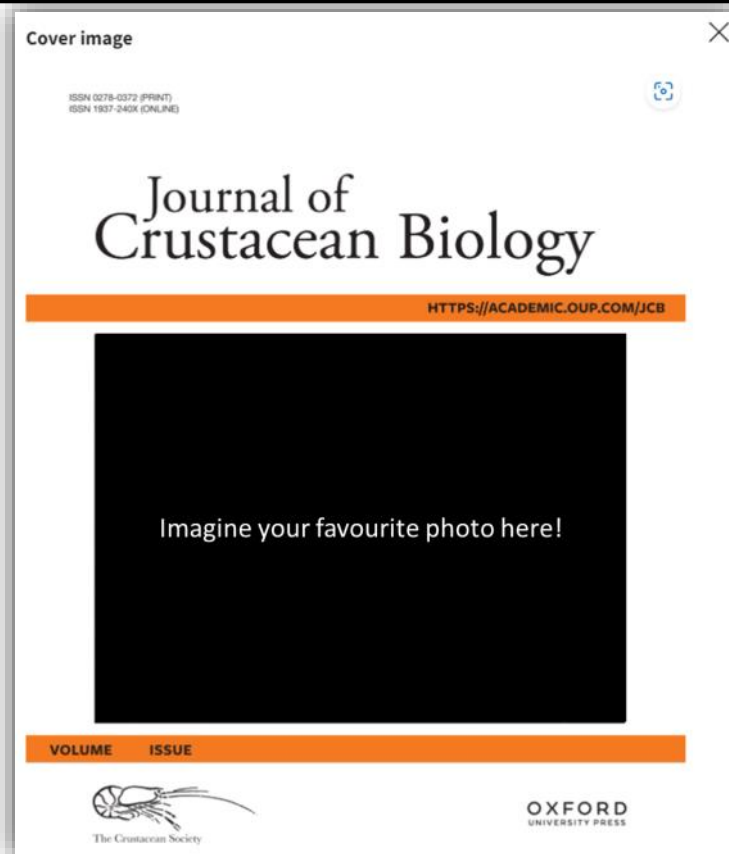 Cover image
ISSN 0278-0372 (PRINT)
ISSN 1937-240X (ONLINE)
Journal of
Crustacean Biology
HTTPS://ACADEMIC.OUP.COM/JCB
Imagine your favourite photo here!
VOLUME ISSUE
The Crustacean Society
OXFORD
UNIVERSITY PRESS